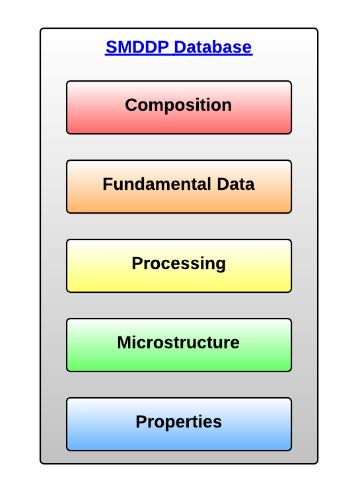 SMDDP Database
Composition
Fundamental Data
Processing
Microstructure
Properties